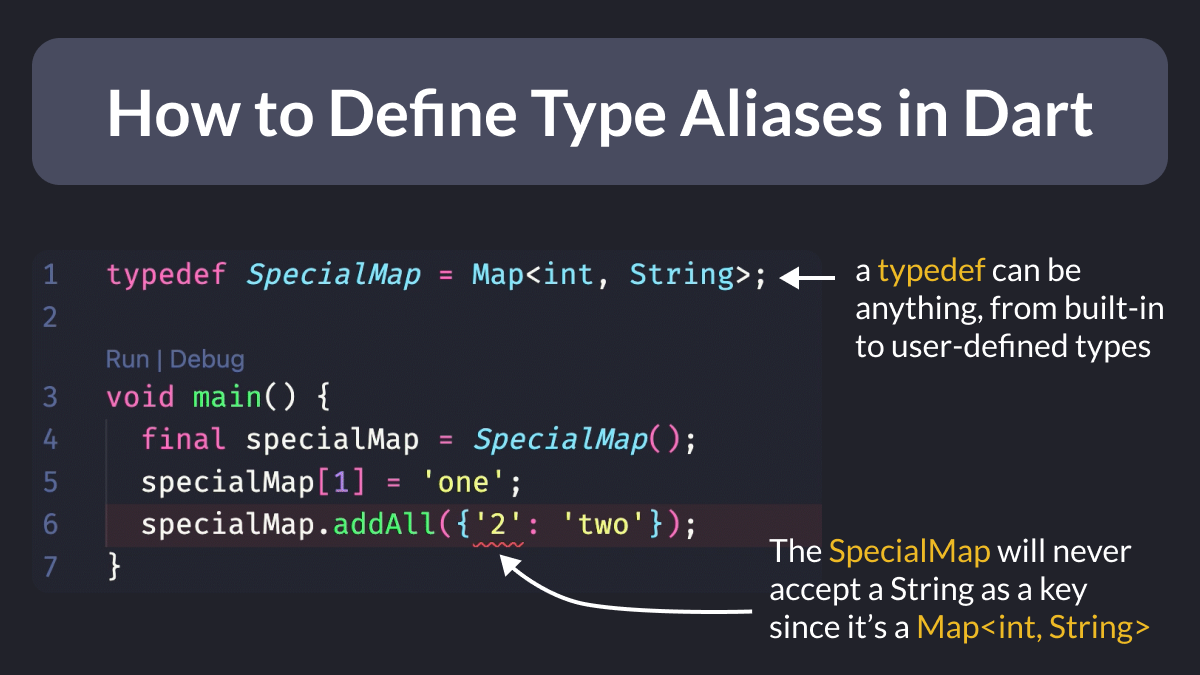 How to Define Type Aliases in Dart
1 typedef SpecialMap = Map<int, String>;
a typedef can be
anything, from built-in
to user-defined types
2
Run | Debug
3 void main() {
4 final specialMap = SpecialMap();
5 specialMap[1] = 'one';
6 specialMap.addAll({'2': 'two'});
7 }
The SpecialMap will never
accept a String as a key
since it’s a Map<int, String>